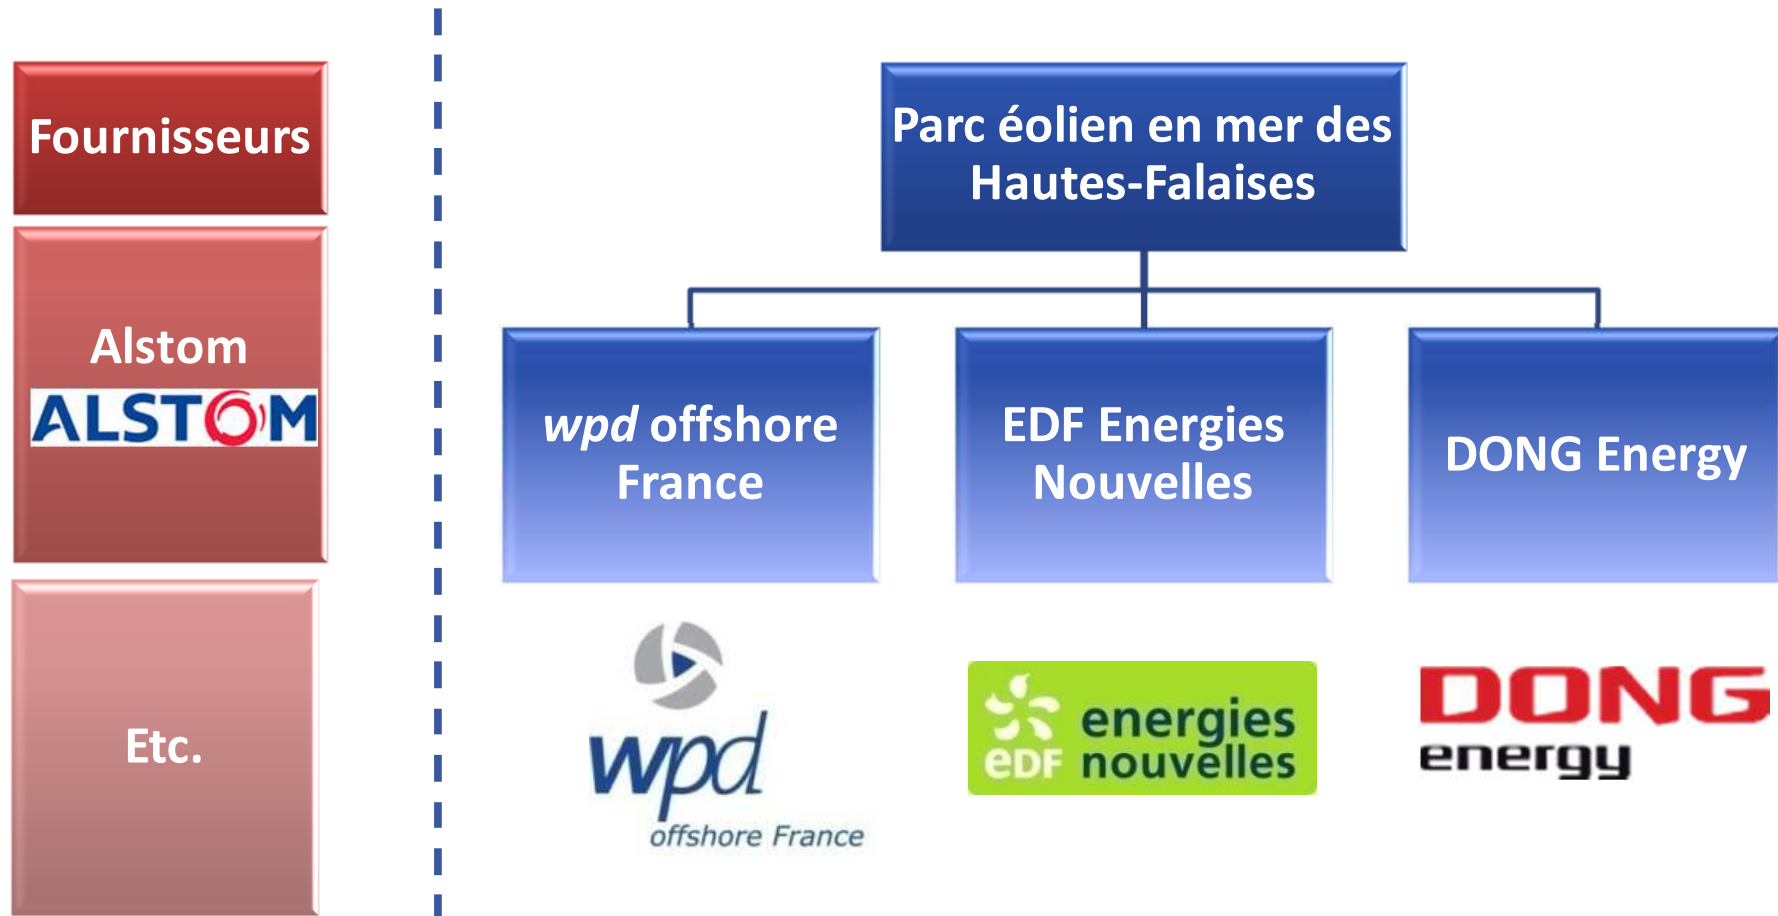 Fournisseurs
Alstom
ALSTOM
Etc.
Parc éolien en mer des
Hautes-Falaises
wpd offshore
France
EDF Energies
Nouvelles
DONG Energy
wpd
offshore France
eDF energies
nouvelles
DONG
energy